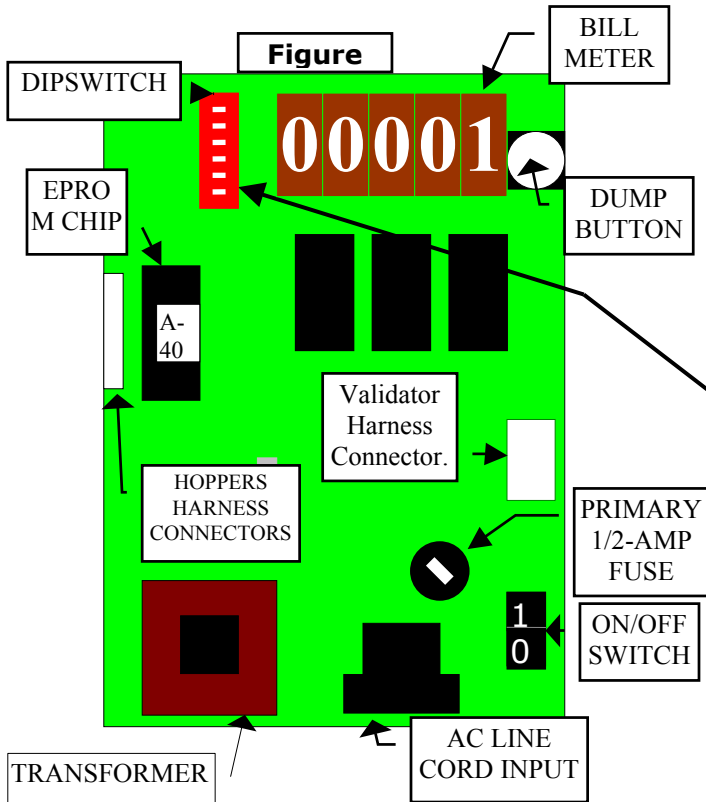 Figure
BILL
METER
DIPSWITCH
00001
EPRO
M CHIP
DUMP
BUTTON
A-
40
Validator
Harness
Connector.
HOPPERS
HARNESS
CONNECTORS
PRIMARY
1/2-AMP
FUSE
1
0
ON/OFF
SWITCH
AC LINE
CORD INPUT
TRANSFORMER